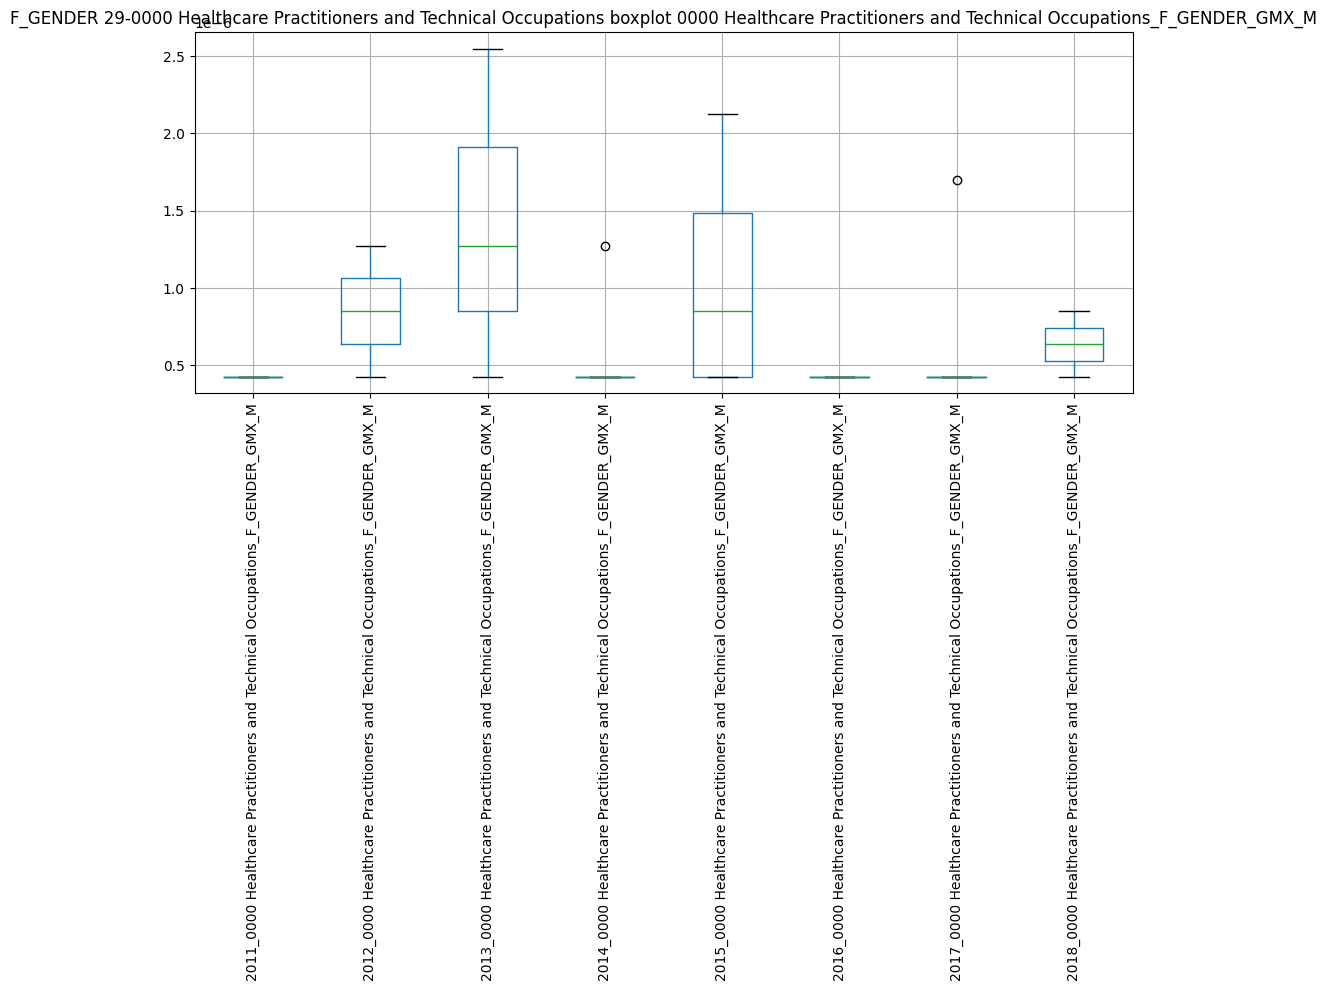 F_GENDER 29-0000 Healthcare Practitioners and Technical Occupations boxplot 0000 Healthcare Practitioners and Technical Occupations_F_GENDER_GMX_M
1e−6
2.5
2.0
1.5
1.0
0.5
2011_0000 Healthcare Practitioners and Technical Occupations_F_GENDER_GMX_M
2012_0000 Healthcare Practitioners and Technical Occupations_F_GENDER_GMX_M
2013_0000 Healthcare Practitioners and Technical Occupations_F_GENDER_GMX_M
2014_0000 Healthcare Practitioners and Technical Occupations_F_GENDER_GMX_M
2015_0000 Healthcare Practitioners and Technical Occupations_F_GENDER_GMX_M
2016_0000 Healthcare Practitioners and Technical Occupations_F_GENDER_GMX_M
2017_0000 Healthcare Practitioners and Technical Occupations_F_GENDER_GMX_M
2018_0000 Healthcare Practitioners and Technical Occupations_F_GENDER_GMX_M